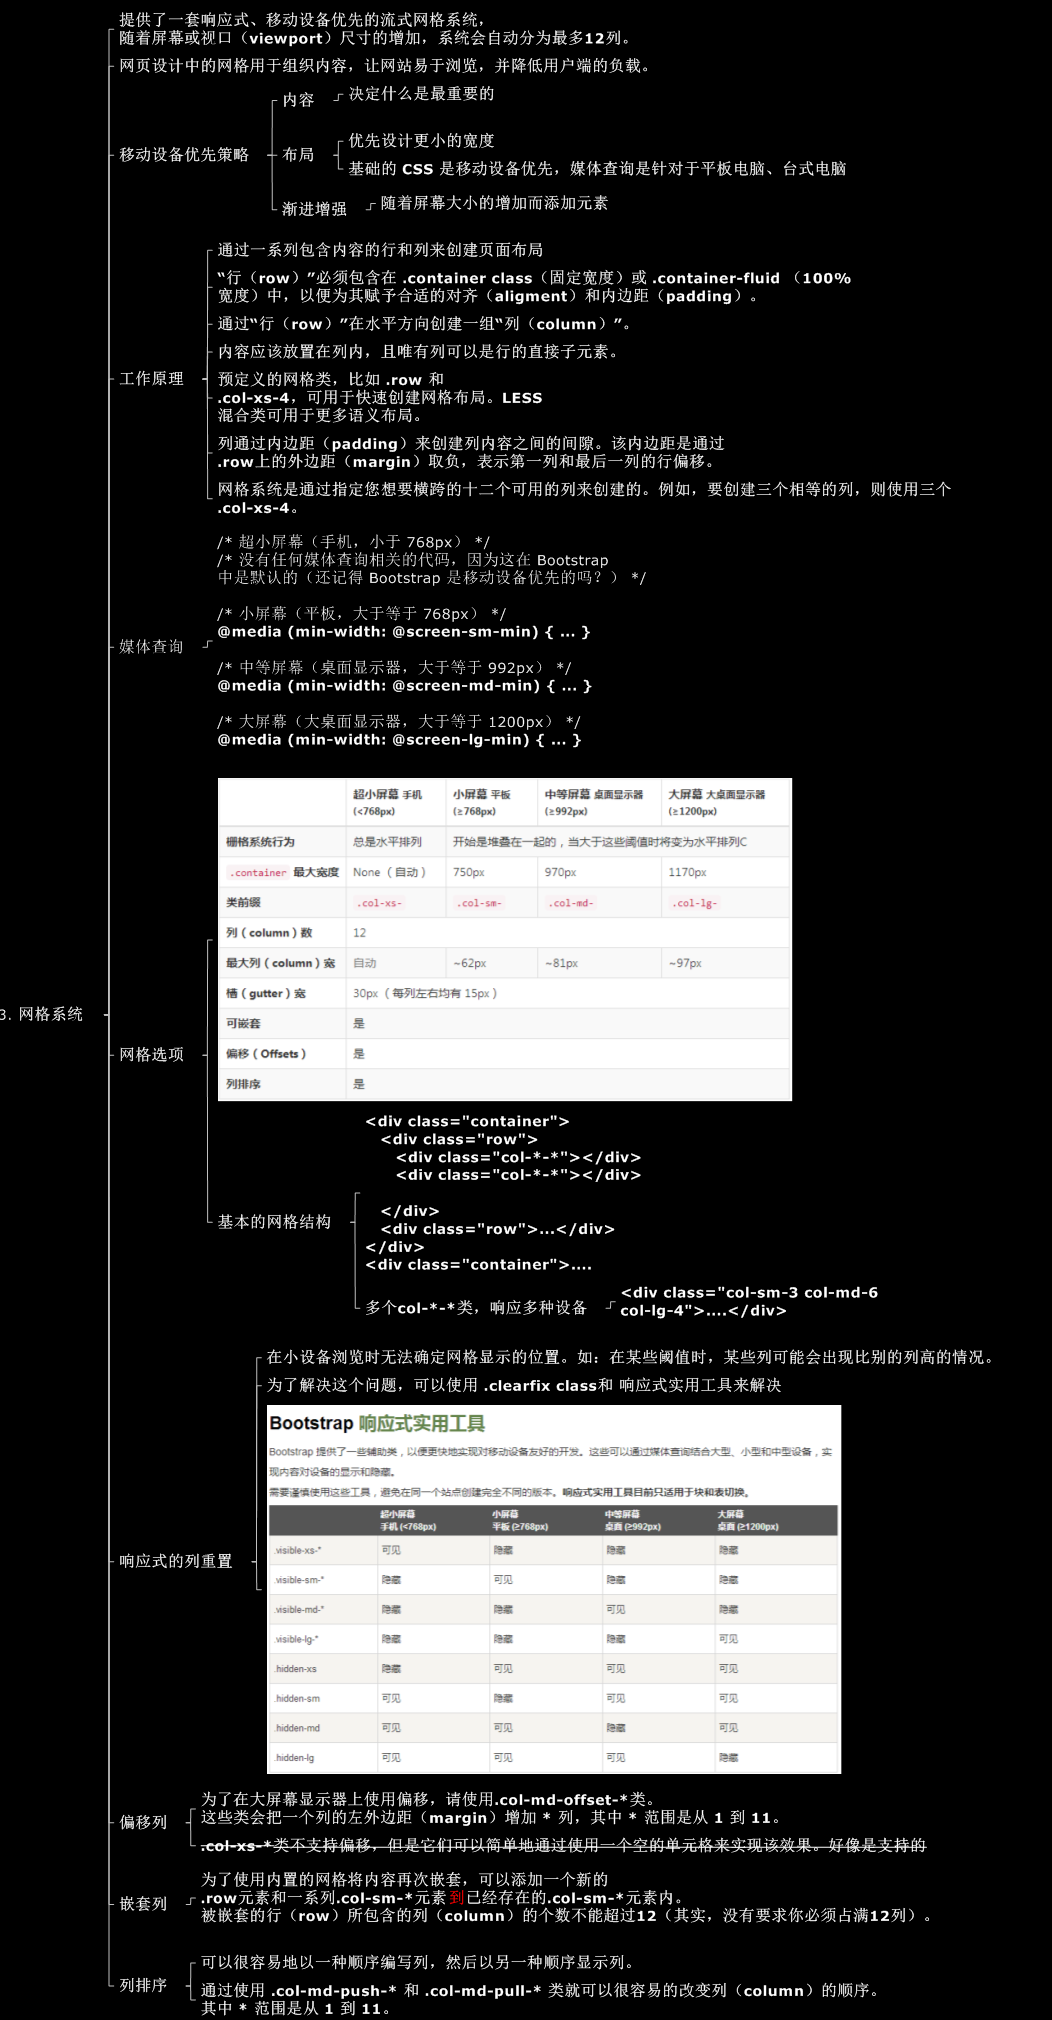 提供了一套响应式、移动设备优先的流式网格系统，
随着屏幕或视口（viewport）尺寸的增加，系统会自动分为最多12列。
网页设计中的网格用于组织内容，让网站易于浏览，并降低用户端的负载。
移动设备优先策略
内容
决定什么是最重要的
布局
优先设计更小的宽度
基础的 CSS 是移动设备优先，媒体查询是针对于平板电脑、台式电脑
渐进增强
随着屏幕大小的增加而添加元素
工作原理
通过一系列包含内容的行和列来创建页面布局
“行（row）”必须包含在 .container class（固定宽度）或 .container-fluid （100%
宽度）中，以便为其赋予合适的对齐（aligment）和内边距（padding）。
通过“行（row）”在水平方向创建一组“列（column）”。
内容应该放置在列内，且唯有列可以是行的直接子元素。
预定义的网格类，比如 .row 和
.col-xs-4，可用于快速创建网格布局。LESS
混合类可用于更多语义布局。
列通过内边距（padding）来创建列内容之间的间隙。该内边距是通过
.row上的外边距（margin）取负，表示第一列和最后一列的行偏移。
网格系统是通过指定您想要横跨的十二个可用的列来创建的。例如，要创建三个相等的列，则使用三个
.col-xs-4。
媒体查询
/* 超小屏幕（手机，小于 768px） */
/* 没有任何媒体查询相关的代码，因为这在 Bootstrap
中是默认的（还记得 Bootstrap 是移动设备优先的吗？） */
/* 小屏幕（平板，大于等于 768px） */
@media (min-width: @screen-sm-min) { ... }
/* 中等屏幕（桌面显示器，大于等于 992px） */
@media (min-width: @screen-md-min) { ... }
/* 大屏幕（大桌面显示器，大于等于 1200px） */
@media (min-width: @screen-lg-min) { ... }
3. 网格系统
网格选项
超小屏幕 手机 (<768px) 小屏幕 平板 (≥768px) 中等屏幕 桌面显示器 (≥992px) 大屏幕 大桌面显示器 (≥1200px)
栅格系统行为 总是水平排列 开始是堆叠在一起的，当大于这些阈值时将变为水平排列C
.container 最大宽度 None （自动） 750px 970px 1170px
类前缀 .col-xs- .col-sm- .col-md- .col-lg-
列（column）数 12
最大列（column）宽 自动 ~62px ~81px ~97px
槽（gutter）宽 30px （每列左右均有 15px）
可嵌套 是
偏移（Offsets） 是
列排序 是
基本的网格结构
<div class="container">
<div class="row">
<div class="col-*-*"></div>
<div class="col-*-*"></div>
</div>
<div class="row">...</div>
</div>
<div class="container">....
多个col-*-*类，响应多种设备
<div class="col-sm-3 col-md-6
col-lg-4">....</div>
响应式的列重置
在小设备浏览时无法确定网格显示的位置。如：在某些阈值时，某些列可能会出现比别的列高的情况。
为了解决这个问题，可以使用 .clearfix class和 响应式实用工具来解决
Bootstrap 响应式实用工具
Bootstrap 提供了一些辅助类，以便更快地实现对移动设备友好的开发。这些可以通过媒体查询结合大型、小型和中型设备，实
现内容对设备的显示和隐藏。
需要谨慎使用这些工具，避免在同一个站点创建完全不同的版本。响应式实用工具目前只适用于块和表切换。
超小屏幕 小屏幕 中等屏幕 大屏幕
手机 (<768px) 平板 (≥768px) 桌面 (≥992px) 桌面 (≥1200px)
.visible-xs-* 可见 隐藏 隐藏 隐藏
.visible-sm-* 隐藏 可见 隐藏 隐藏
.visible-md-* 隐藏 隐藏 可见 隐藏
.visible-lg-* 隐藏 隐藏 隐藏 可见
.hidden-xs 隐藏 可见 可见 可见
.hidden-sm 可见 隐藏 可见 可见
.hidden-md 可见 可见 隐藏 可见
.hidden-lg 可见 可见 可见 隐藏
偏移列
为了在大屏幕显示器上使用偏移，请使用.col-md-offset-*类。
这些类会把一个列的左外边距（margin）增加 * 列，其中 * 范围是从 1 到 11。
.col-xs-*类不支持偏移，但是它们可以简单地通过使用一个空的单元格来实现该效果。好像是支持的
嵌套列
为了使用内置的网格将内容再次嵌套，可以添加一个新的
.row元素和一系列.col-sm-*元素到已经存在的.col-sm-*元素内。
被嵌套的行（row）所包含的列（column）的个数不能超过12（其实，没有要求你必须占满12列）。
列排序
可以很容易地以一种顺序编写列，然后以另一种顺序显示列。
通过使用 .col-md-push-* 和 .col-md-pull-* 类就可以很容易的改变列（column）的顺序。
其中 * 范围是从 1 到 11。